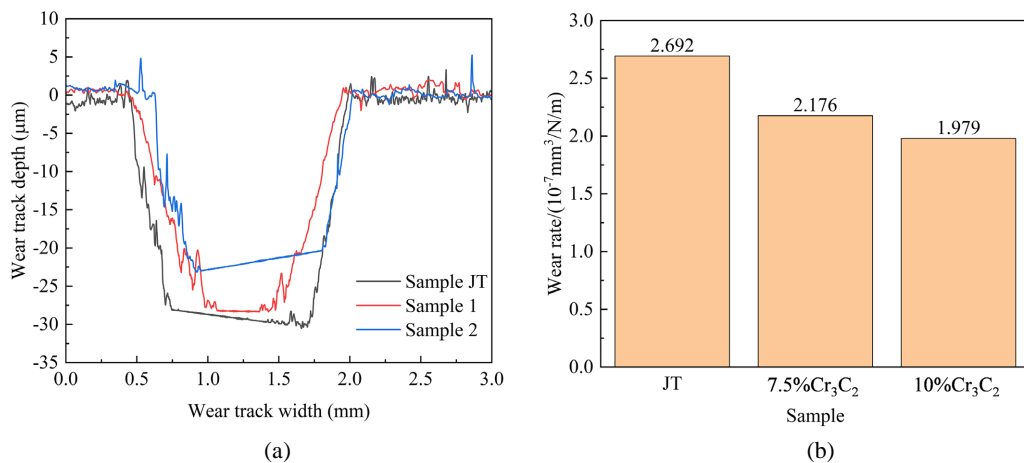 10
5
0
-5
-10
-15
-20
-25
-30
-35
Wear track depth (μm)
Sample JT
Sample 1
Sample 2
0.0 0.5 1.0 1.5 2.0 2.5 3.0
Wear track width (mm)
(a)
3.0
2.5
2.0
1.5
1.0
0.5
0.0
Wear rate/(10⁻⁷mm³/N/m)
2.692
2.176
1.979
JT 7.5%Cr₃C₂ 10%Cr₃C₂
Sample
(b)